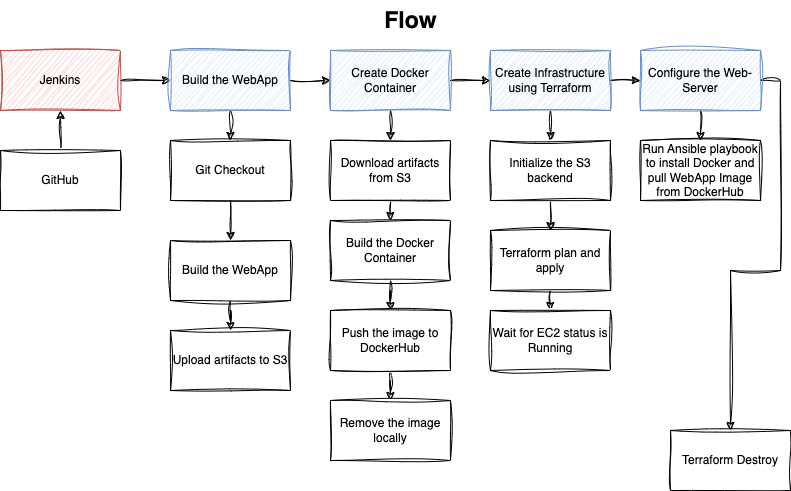 Flow
Jenkins
Build the WebApp
Create Docker
Container
Create Infrastructure
using Terraform
Configure the Web-
Server
GitHub
Git Checkout
Download artifacts
from S3
Initialize the S3
backend
Run Ansible playbook
to install Docker and
pull WebApp Image
from DockerHub
Build the WebApp
Build the Docker
Container
Terraform plan and
apply
Upload artifacts to S3
Push the image to
DockerHub
Wait for EC2 status is
Running
Remove the image
locally
Terraform Destroy